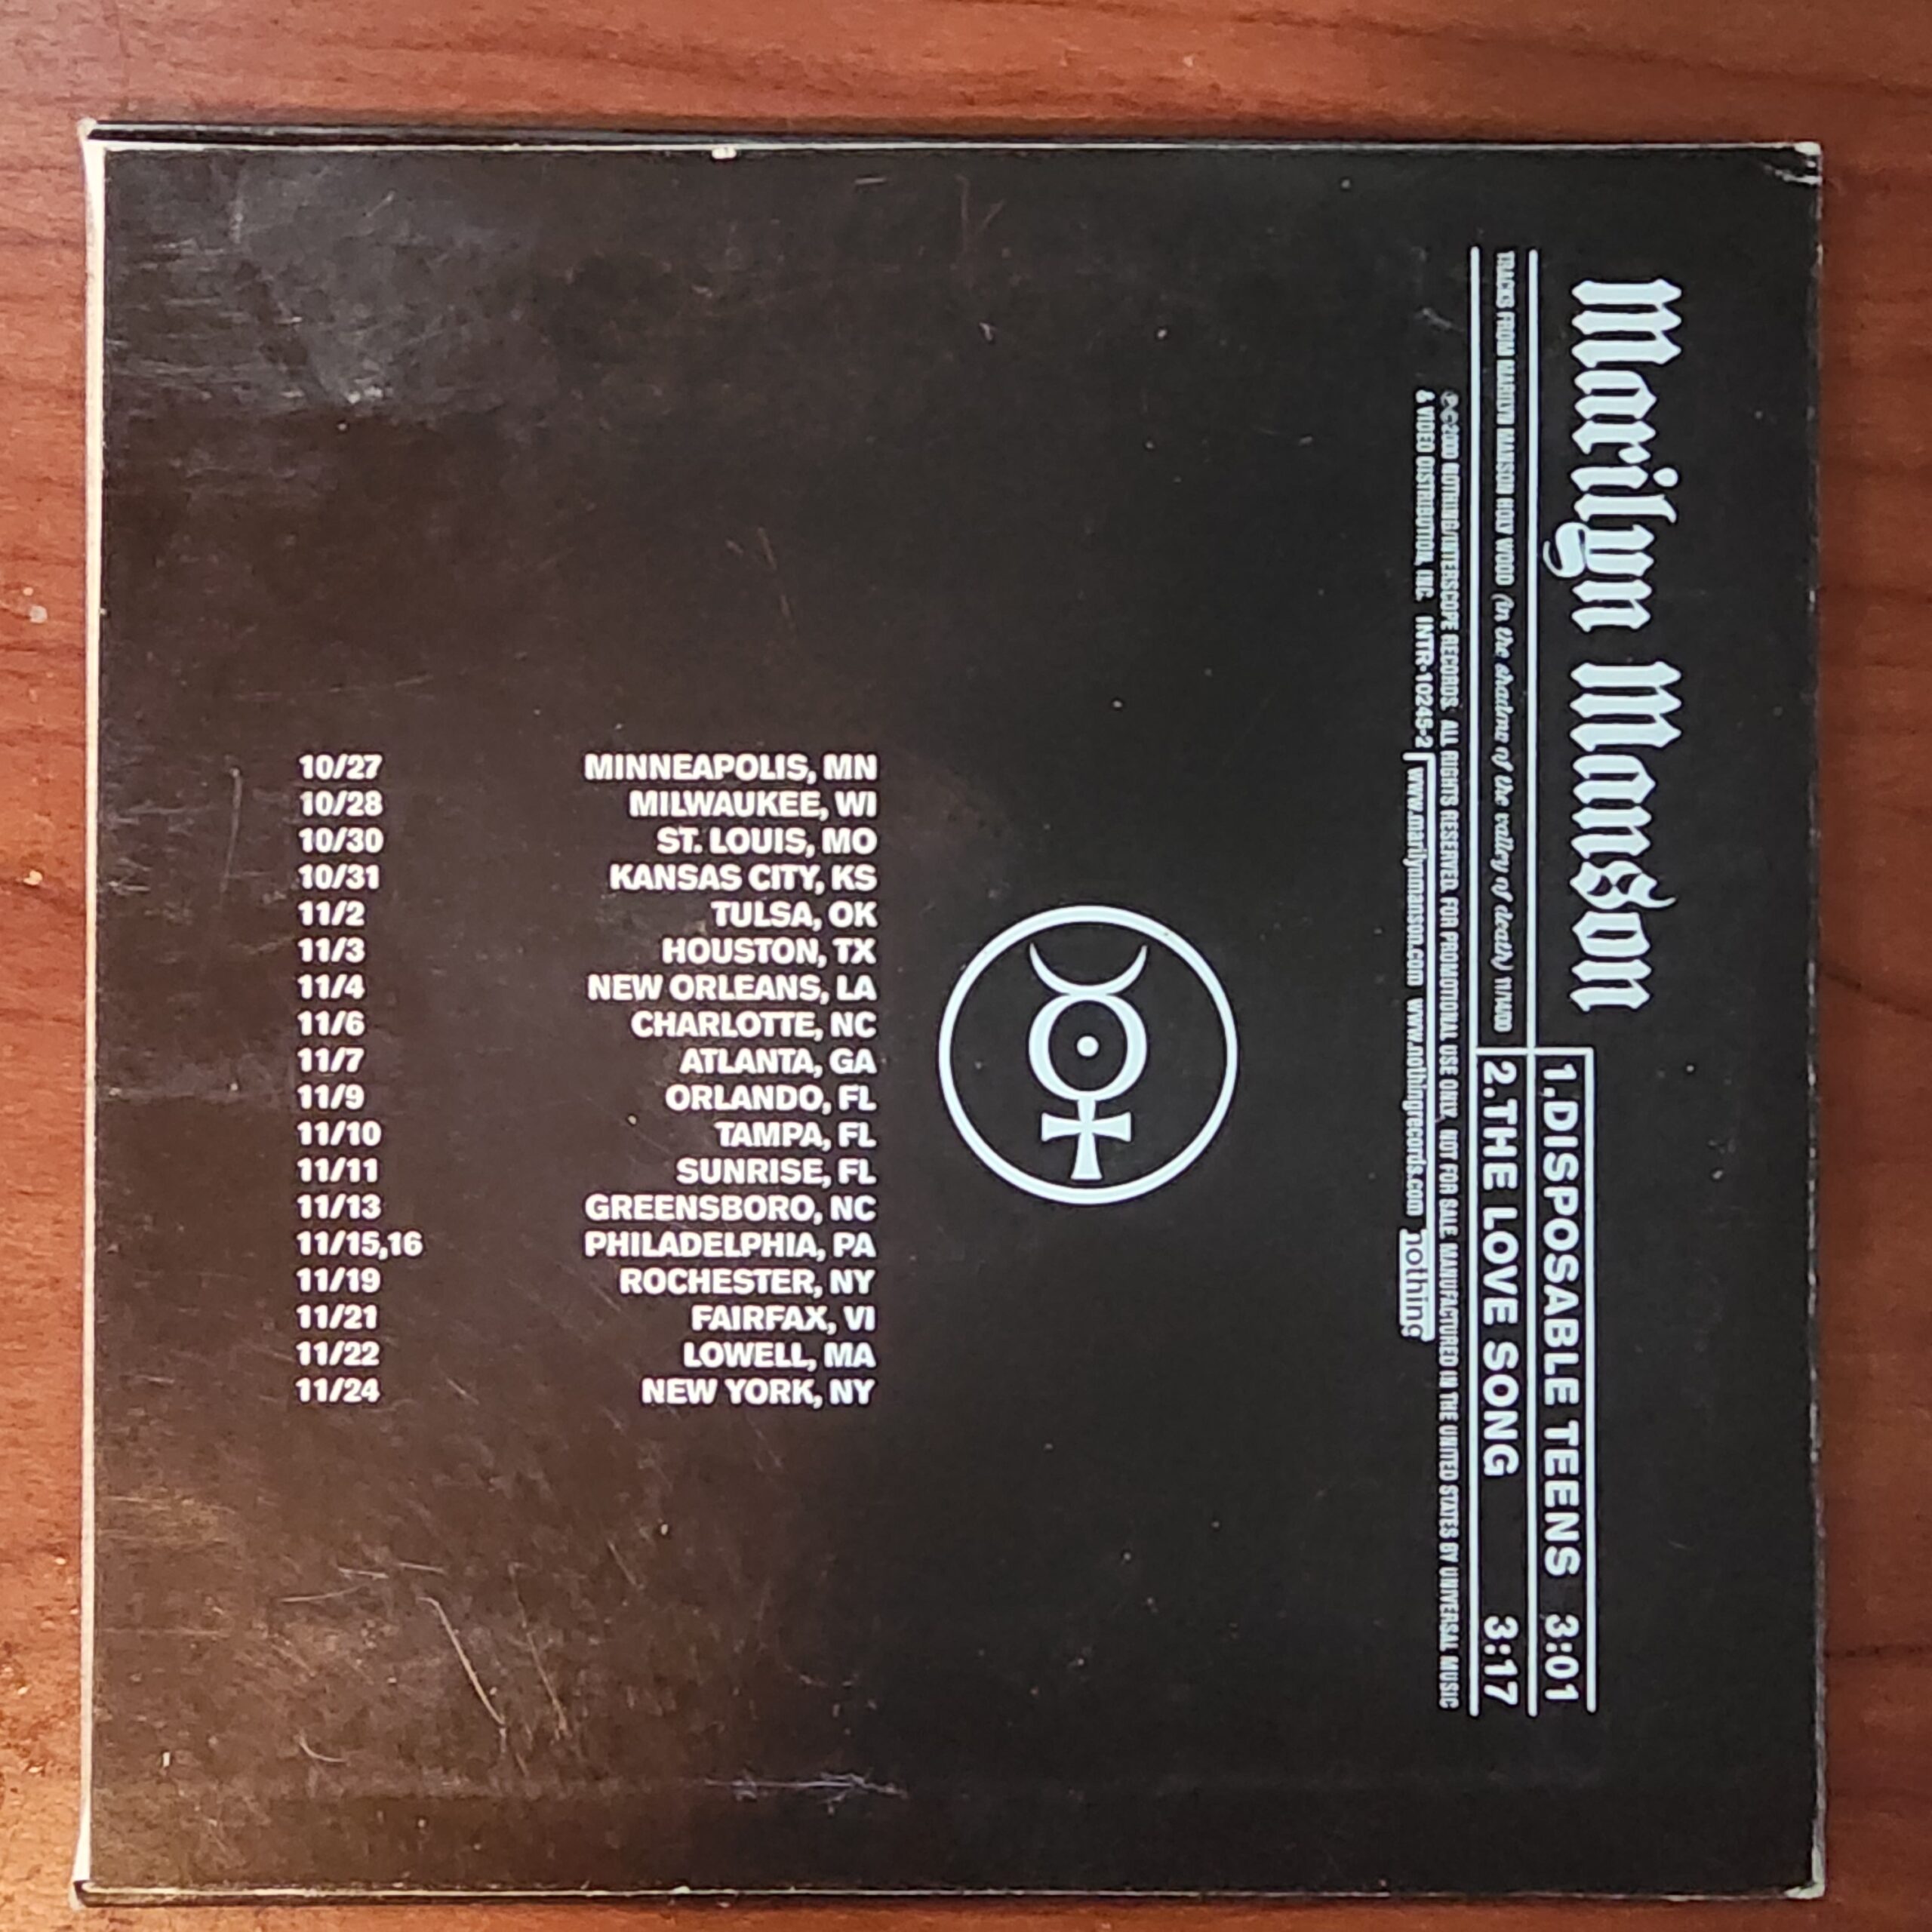 Marilyn Manson
1.DISPOSABLE TEENS 3:01
TRACKS FROM MARILYN MANSON HOLY WOOD (in the shadow of the valley of death) 11/14/00
2.THE LOVE SONG 3:17
℗©2000 NOTHING/INTERSCOPE RECORDS. ALL RIGHTS RESERVED. FOR PROMOTIONAL USE ONLY. NOT FOR SALE. MANUFACTURED IN THE UNITED STATES BY UNIVERSAL MUSIC
& VIDEO DISTRIBUTION, INC. INTR-10245-2 www.marilynmanson.com www.nothingrecords.com nothing
10/27 MINNEAPOLIS, MN
10/28 MILWAUKEE, WI
10/30 ST. LOUIS, MO
10/31 KANSAS CITY, KS
11/2 TULSA, OK
11/3 HOUSTON, TX
11/4 NEW ORLEANS, LA
11/6 CHARLOTTE, NC
11/7 ATLANTA, GA
11/9 ORLANDO, FL
11/10 TAMPA, FL
11/11 SUNRISE, FL
11/13 GREENSBORO, NC
11/15,16 PHILADELPHIA, PA
11/19 ROCHESTER, NY
11/21 FAIRFAX, VI
11/22 LOWELL, MA
11/24 NEW YORK, NY